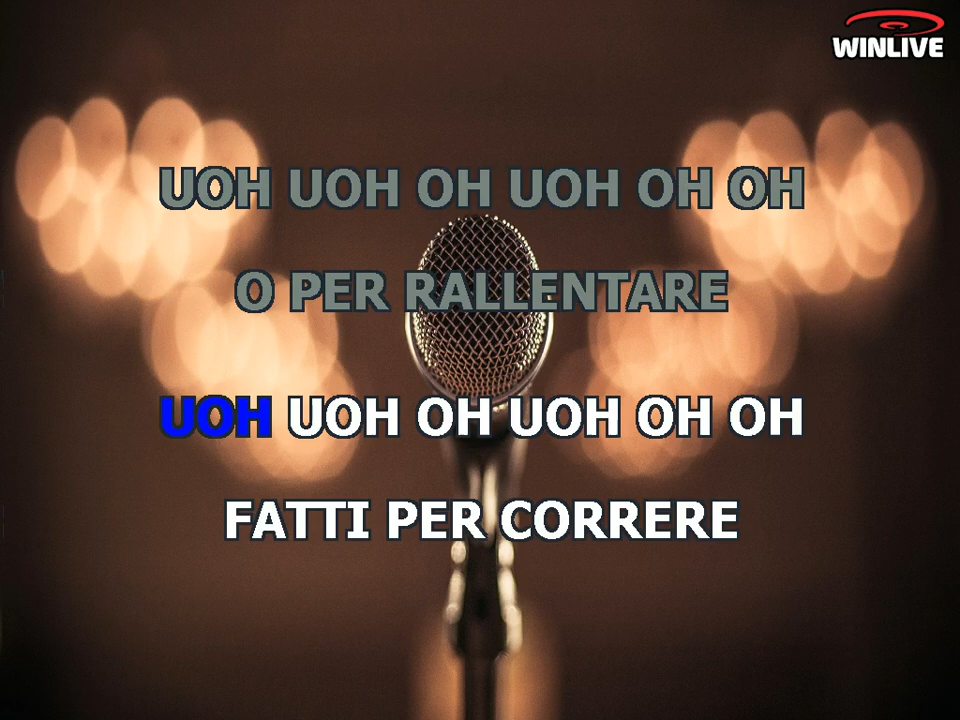 WINLIVE
UOH UOH OH UOH OH OH
O PER RALLENTARE
UOH UOH OH UOH OH OH
FATTI PER CORRERE